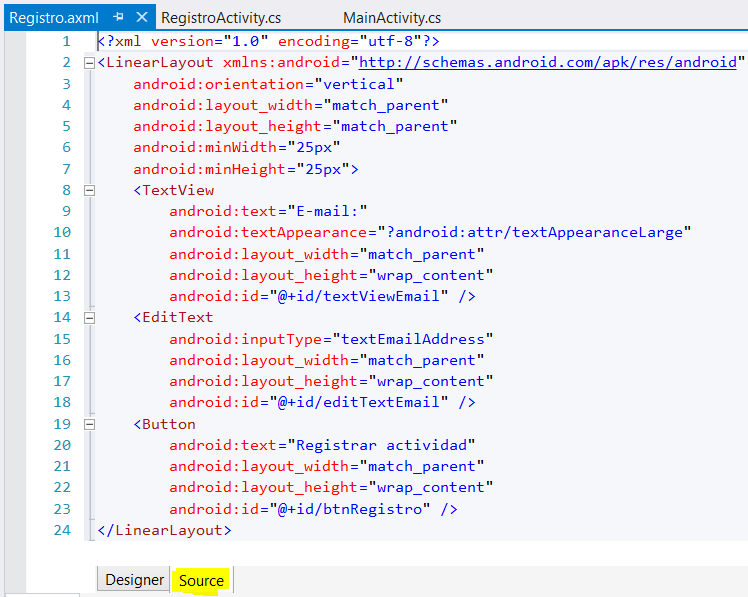 Registro.axml RegistroActivity.cs MainActivity.cs
1 <?xml version="1.0" encoding="utf-8"?>
2 <LinearLayout xmlns:android="http://schemas.android.com/apk/res/android"
3 android:orientation="vertical"
4 android:layout_width="match_parent"
5 android:layout_height="match_parent"
6 android:minWidth="25px"
7 android:minHeight="25px">
8 <TextView
9 android:text="E-mail:"
10 android:textAppearance="?android:attr/textAppearanceLarge"
11 android:layout_width="match_parent"
12 android:layout_height="wrap_content"
13 android:id="@+id/textViewEmail" />
14 <EditText
15 android:inputType="textEmailAddress"
16 android:layout_width="match_parent"
17 android:layout_height="wrap_content"
18 android:id="@+id/editTextEmail" />
19 <Button
20 android:text="Registrar actividad"
21 android:layout_width="match_parent"
22 android:layout_height="wrap_content"
23 android:id="@+id/btnRegistro" />
24 </LinearLayout>
Designer Source